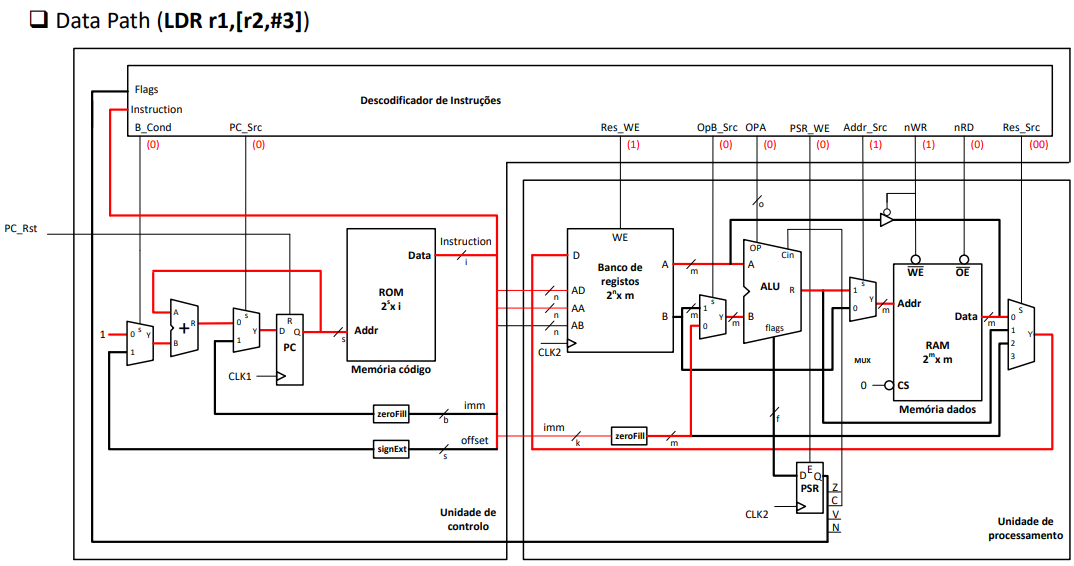 ❑ Data Path (LDR r1,[r2,#3])
Flags
Instruction
Descodificador de Instruções
B_Cond PC_Src Res_WE OpB_Src OPA PSR_WE Addr_Src nWR nRD Res_Src
(0) (0) (1) (0) (0) (0) (1) (1) (0) (00)
PC_Rst
Instruction
i
Data
ROM
2^s x i
Addr
s
Memória código
A
B
R
+
1
0 S Y
1
0 S Y
1
R
D Q
PC
CLK1
zeroFill
b
imm
signExt
s
offset
Unidade de
controlo
WE
D
Banco de
registos
2^n x m
AD
AA
AB
n
n
n
A
B
m
m
CLK2
S
1
0
Y
m
o
OP
Cin
A
ALU
R
B
flags
f
S
1
0
Y
m
MUX
WE
OE
Addr
Data
m
RAM
2^m x m
0
CS
Memória dados
S
0
1
2
3
Y
imm
k
zeroFill
m
D E Q
PSR
CLK2
Z
C
V
N
Unidade de
processamento